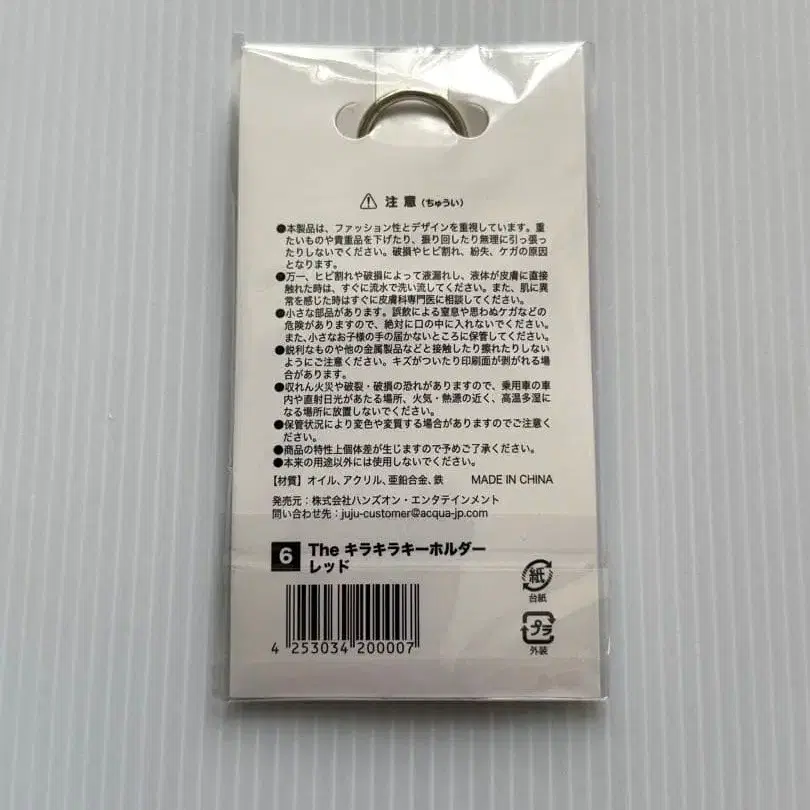 ⚠ 注意(ちゅうい)
●本製品は、ファッション性とデザインを重視しています。重
たいものや貴重品を下げたり、振り回したり無理に引っ張っ
たりしないでください。破損やヒビ割れ、紛失、ケガの原因
となります。
●万一、ヒビ割れや破損によって液漏れし、液体が皮膚に直接
触れた時は、すぐに流水で洗い流してください。また、肌に異
常を感じた時はすぐに皮膚科専門医に相談してください。
●小さな部品があります。誤飲による窒息や思わぬケガなどの
危険がありますので、絶対に口の中に入れないでください。
また、小さなお子様の手の届かないところに保管してください。
●鋭利なものや他の金属製品などと接触したり擦れたりしない
ようにご注意ください。キズがついたり印刷面が剥がれる場
合があります。
●収れん火災や破裂・破損の恐れがありますので、乗用車の車
内や直射日光があたる場所、火気・熱源の近く、高温多湿に
なる場所に放置しないでください。
●保管状況により変色や変質する場合がありますのでご注意く
ださい。
●商品の特性上個体差が生じますので予めご了承ください。
●本来の用途以外には使用しないでください。
【材質】オイル、アクリル、亜鉛合金、鉄 MADE IN CHINA
発売元:株式会社ハンズオン・エンタテインメント
問い合わせ先:juju-customer@acqua-jp.com
6 The キラキラキーホルダー
レッド
紙
台紙
プラ
外装
4 253034 200007